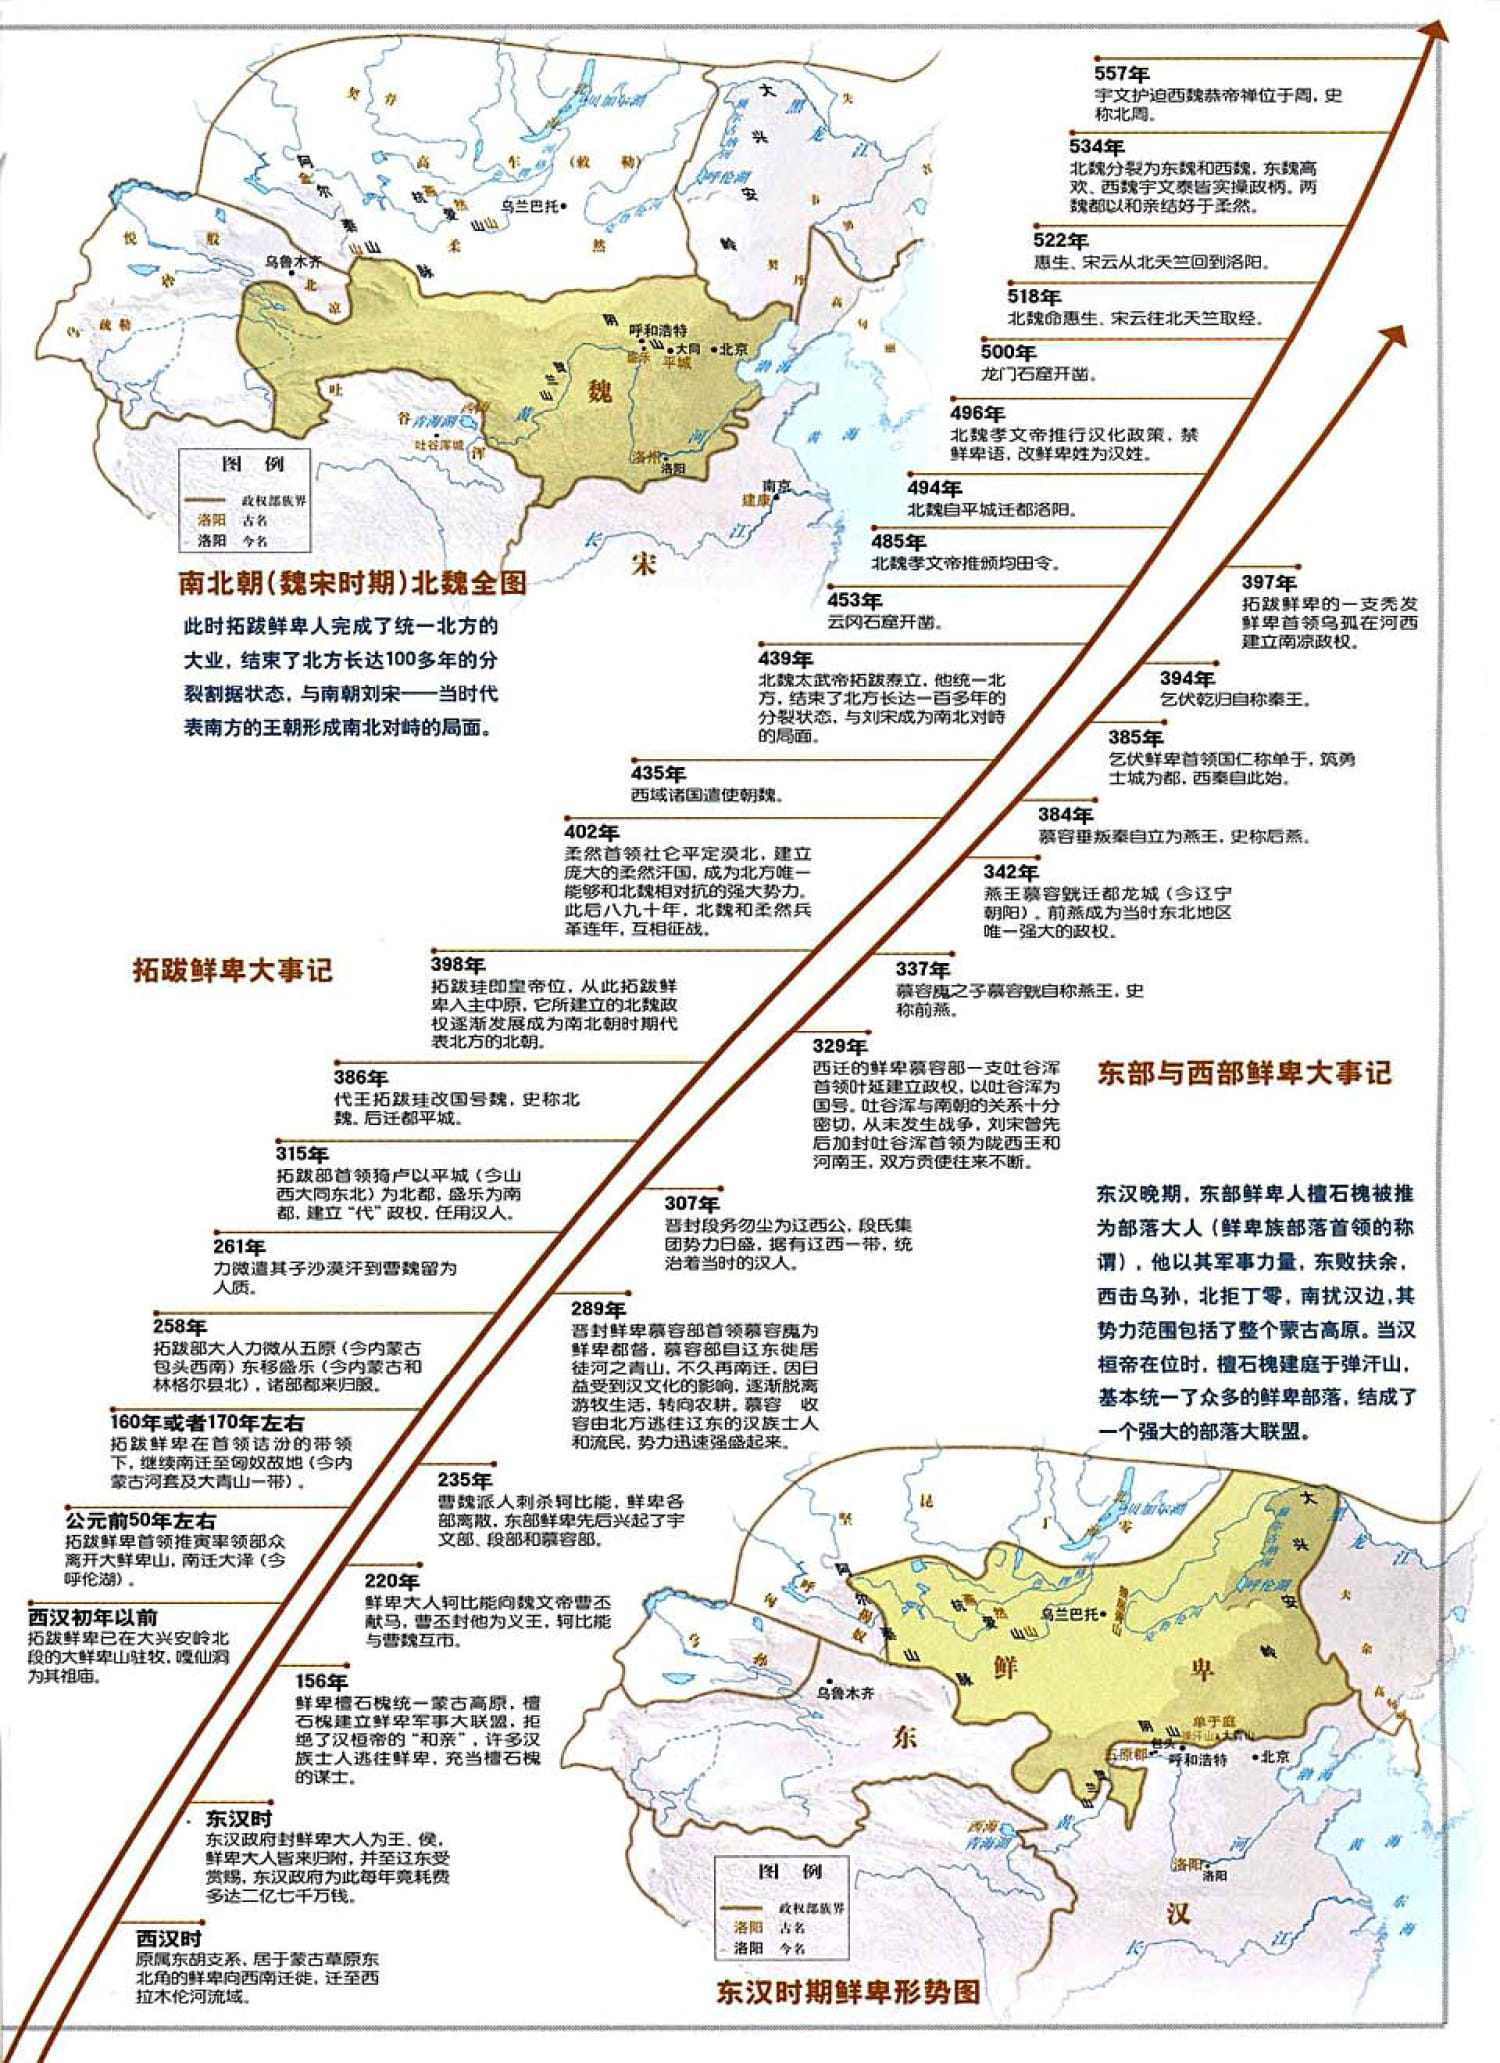 557年
宇文护迫西魏恭帝禅位于周，史
称北周。
534年
北魏分裂为东魏和西魏，东魏高
欢、西魏宇文泰皆实操政柄。两
魏都以和亲结好于柔然。
522年
惠生、宋云从北天竺回到洛阳。
518年
北魏命惠生、宋云往北天竺取经。
500年
龙门石窟开凿。
496年
北魏孝文帝推行汉化政策，禁
鲜卑语，改鲜卑姓为汉姓。
494年
北魏自平城迁都洛阳。
485年
北魏孝文帝推颁均田令。
453年
云冈石窟开凿。
439年
北魏太武帝拓跋焘立，他统一北
方，结束了北方长达一百多年的
分裂状态，与刘宋成为南北对峙
的局面。
435年
西域诸国遣使朝魏。
402年
柔然首领社仑平定漠北，建立
庞大的柔然汗国，成为北方唯一
能够和北魏相对抗的强大势力。
此后八九十年，北魏和柔然兵
革连年，互相征战。
拓跋鲜卑大事记
398年
拓跋珪即皇帝位，从此拓跋鲜
卑入主中原，它所建立的北魏政
权逐渐发展成为南北朝时期代
表北方的北朝。
386年
代王拓跋珪改国号魏，史称北
魏。后迁都平城。
315年
拓跋部首领猗卢以平城（今山
西大同东北）为北都，盛乐为南
都，建立“代”政权，任用汉人。
261年
力微遣其子沙漠汗到曹魏留为
人质。
258年
拓跋部大人力微从五原（今内蒙古
包头西南）东移盛乐（今内蒙古和
林格尔县北），诸部都来归服。
160年或者170年左右
拓跋鲜卑在首领诘汾的带领
下，继续南迁至匈奴故地（今内
蒙古河套及大青山一带）。
公元前50年左右
拓跋鲜卑首领推寅率领部众
离开大鲜卑山，南迁大泽（今
呼伦湖）。
西汉初年以前
拓跋鲜卑已在大兴安岭北
段的大鲜卑山驻牧，嘎仙洞
为其祖庙。
397年
拓跋鲜卑的一支秃发
鲜卑首领乌孤在河西
建立南凉政权。
394年
乞伏乾归自称秦王。
385年
乞伏鲜卑首领国仁称单于，筑勇
士城为都，西秦自此始。
384年
慕容垂叛秦自立为燕王，史称后燕。
342年
燕王慕容皝迁都龙城（今辽宁
朝阳）。前燕成为当时东北地区
唯一强大的政权。
337年
慕容廆之子慕容皝自称燕王，史
称前燕。
329年
西迁的鲜卑慕容部一支吐谷浑
首领叶延建立政权，以吐谷浑为
国号。吐谷浑与南朝的关系十分
密切，从未发生战争，刘宋曾先
后加封吐谷浑首领为陇西王和
河南王，双方贡使往来不断。
307年
晋封段务勿尘为辽西公，段氏集
团势力日盛，据有辽西一带，统
治着当时的汉人。
289年
晋封鲜卑慕容部首领慕容廆为
鲜卑都督，慕容部自辽东徙居
徒河之青山，不久再南迁，因日
益受到汉文化的影响，逐渐脱离
游牧生活，转向农耕。慕容 收
容由北方逃往辽东的汉族士人
和流民，势力迅速强盛起来。
235年
曹魏派人刺杀轲比能，鲜卑各
部离散，东部鲜卑先后兴起了宇
文部、段部和慕容部。
220年
鲜卑大人轲比能向魏文帝曹丕
献马，曹丕封他为义王，轲比能
与曹魏互市。
156年
鲜卑檀石槐统一蒙古高原，檀
石槐建立鲜卑军事大联盟，拒
绝了汉桓帝的“和亲”，许多汉
族士人逃往鲜卑，充当檀石槐
的谋士。
东汉时
东汉政府封鲜卑大人为王、侯，
鲜卑大人皆来归附，并至辽东受
赏赐，东汉政府为此每年竟耗费
多达二亿七千万钱。
西汉时
原属东胡支系，居于蒙古草原东
北角的鲜卑向西南迁徙，迁至西
拉木伦河流域。
东部与西部鲜卑大事记
东汉晚期，东部鲜卑人檀石槐被推
为部落大人（鲜卑族部落首领的称
谓），他以其军事力量，东败扶余，
西击乌孙，北拒丁零，南扰汉边，其
势力范围包括了整个蒙古高原。当汉
桓帝在位时，檀石槐建庭于弹汗山，
基本统一了众多的鲜卑部落，结成了
一个强大的部落大联盟。
南北朝（魏宋时期）北魏全图
此时拓跋鲜卑人完成了统一北方的
大业，结束了北方长达100多年的分
裂割据状态，与南朝刘宋——当时代
表南方的王朝形成南北对峙的局面。
契骨
高车（敕勒）
贝加尔湖
阿尔泰山脉
杭爱山
燕然山
乌兰巴托
柔然
大兴安岭
黑龙江
呼伦湖
契丹
悦般
乌鲁木齐
北凉
疏勒
阴山
呼和浩特
盛乐
大同
平城
北京
渤海
魏
吐谷浑
青海湖
吐谷浑城
黄河
洛州
洛阳
黄海
南京
建康
长江
宋
图 例
政权部族界
洛阳 古名
洛阳 今名
坚昆
丁零
贝加尔湖
呼揭
匈奴
阿尔泰山脉
杭爱山
燕然山
乌兰巴托
大兴安岭
黑龙江
呼伦湖
夫余
鲜卑
乌孙
乌鲁木齐
东汉
阴山
单于庭
弹汗山
五原郡
包头
呼和浩特
北京
渤海
西海
青海湖
黄河
洛阳
洛阳
黄海
东海
长江
图 例
政权部族界
洛阳 古名
洛阳 今名
东汉时期鲜卑形势图